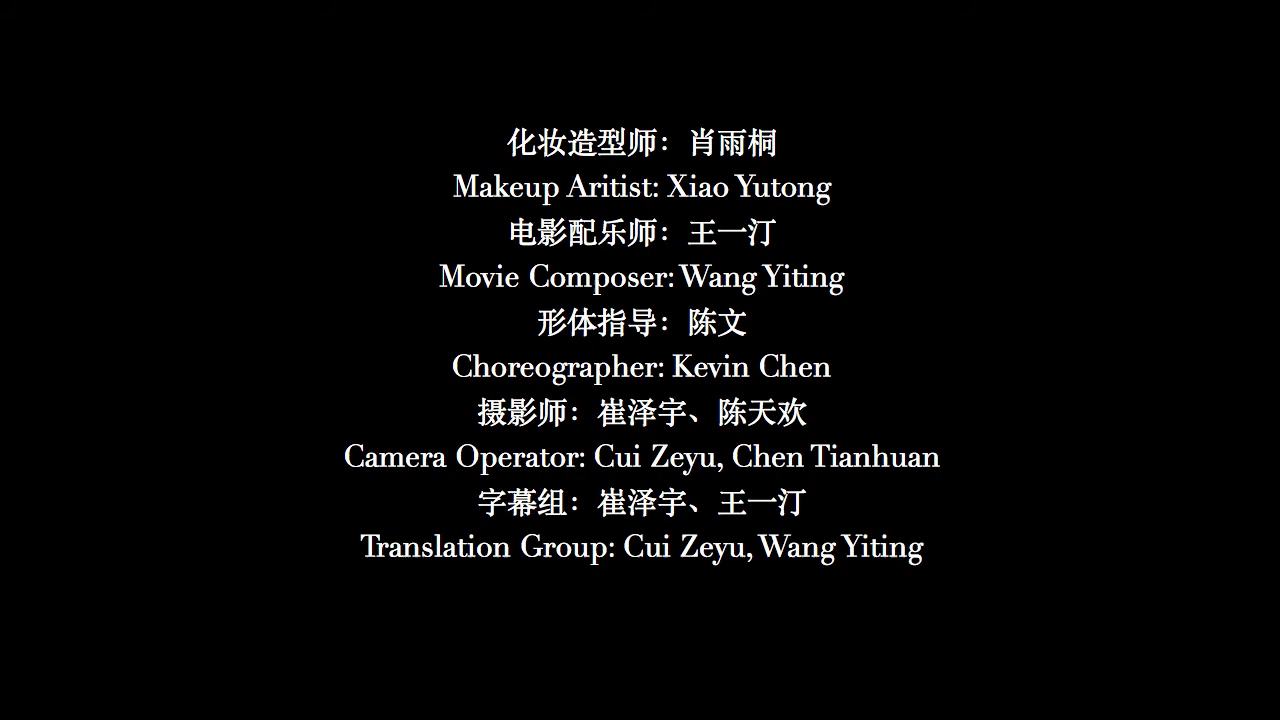 化妆造型师：肖雨桐
Makeup Aritist: Xiao Yutong
电影配乐师：王一汀
Movie Composer: Wang Yiting
形体指导：陈文
Choreographer: Kevin Chen
摄影师：崔泽宇、陈天欢
Camera Operator: Cui Zeyu, Chen Tianhuan
字幕组：崔泽宇、王一汀
Translation Group: Cui Zeyu, Wang Yiting